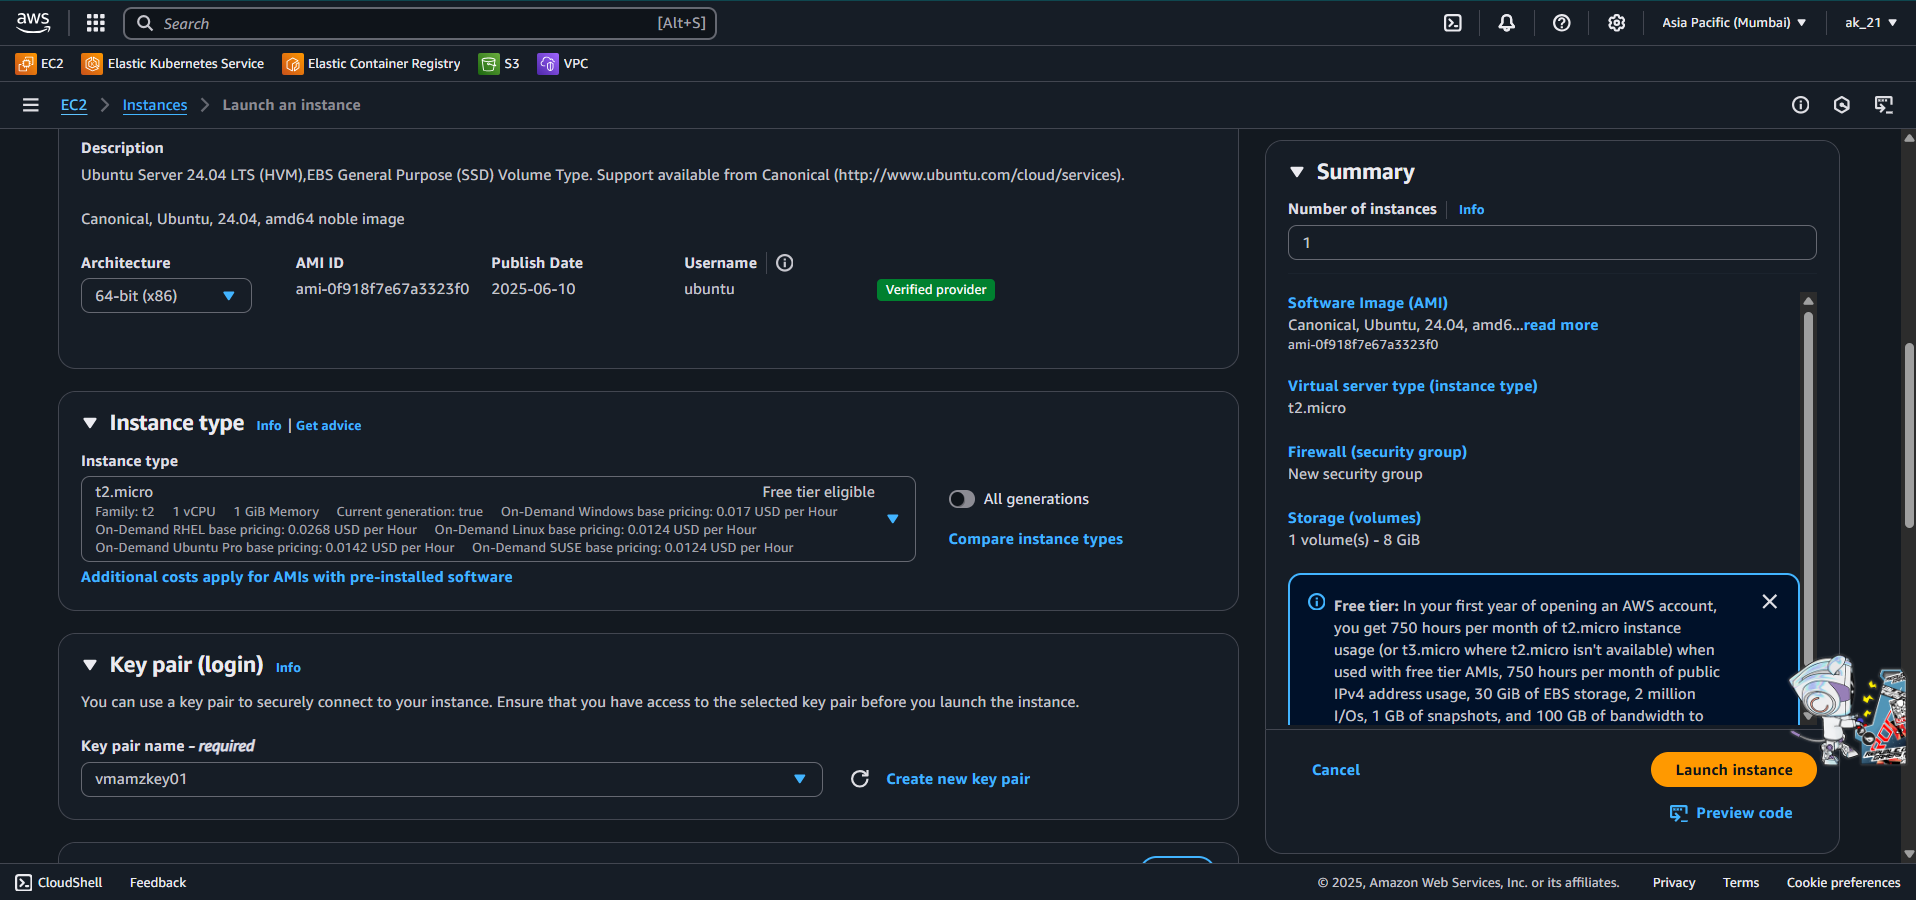 aws
Search [Alt+S]
Asia Pacific (Mumbai)
ak_21
EC2
Elastic Kubernetes Service
Elastic Container Registry
S3
VPC
EC2 > Instances > Launch an instance
Description
Ubuntu Server 24.04 LTS (HVM),EBS General Purpose (SSD) Volume Type. Support available from Canonical (http://www.ubuntu.com/cloud/services).
Canonical, Ubuntu, 24.04, amd64 noble image
Architecture AMI ID Publish Date Username
64-bit (x86) ami-0f918f7e67a3323f0 2025-06-10 ubuntu Verified provider
Instance type Info | Get advice
Instance type
t2.micro Free tier eligible
Family: t2 1 vCPU 1 GiB Memory Current generation: true On-Demand Windows base pricing: 0.017 USD per Hour
On-Demand RHEL base pricing: 0.0268 USD per Hour On-Demand Linux base pricing: 0.0124 USD per Hour
On-Demand Ubuntu Pro base pricing: 0.0142 USD per Hour On-Demand SUSE base pricing: 0.0124 USD per Hour
All generations
Compare instance types
Additional costs apply for AMIs with pre-installed software
Key pair (login) Info
You can use a key pair to securely connect to your instance. Ensure that you have access to the selected key pair before you launch the instance.
Key pair name - required
vmamzkey01
Create new key pair
Summary
Number of instances Info
1
Software Image (AMI)
Canonical, Ubuntu, 24.04, amd6...read more
ami-0f918f7e67a3323f0
Virtual server type (instance type)
t2.micro
Firewall (security group)
New security group
Storage (volumes)
1 volume(s) - 8 GiB
Free tier: In your first year of opening an AWS account,
you get 750 hours per month of t2.micro instance
usage (or t3.micro where t2.micro isn't available) when
used with free tier AMIs, 750 hours per month of public
IPv4 address usage, 30 GiB of EBS storage, 2 million
I/Os, 1 GB of snapshots, and 100 GB of bandwidth to
Cancel
Launch instance
Preview code
CloudShell
Feedback
© 2025, Amazon Web Services, Inc. or its affiliates.
Privacy
Terms
Cookie preferences